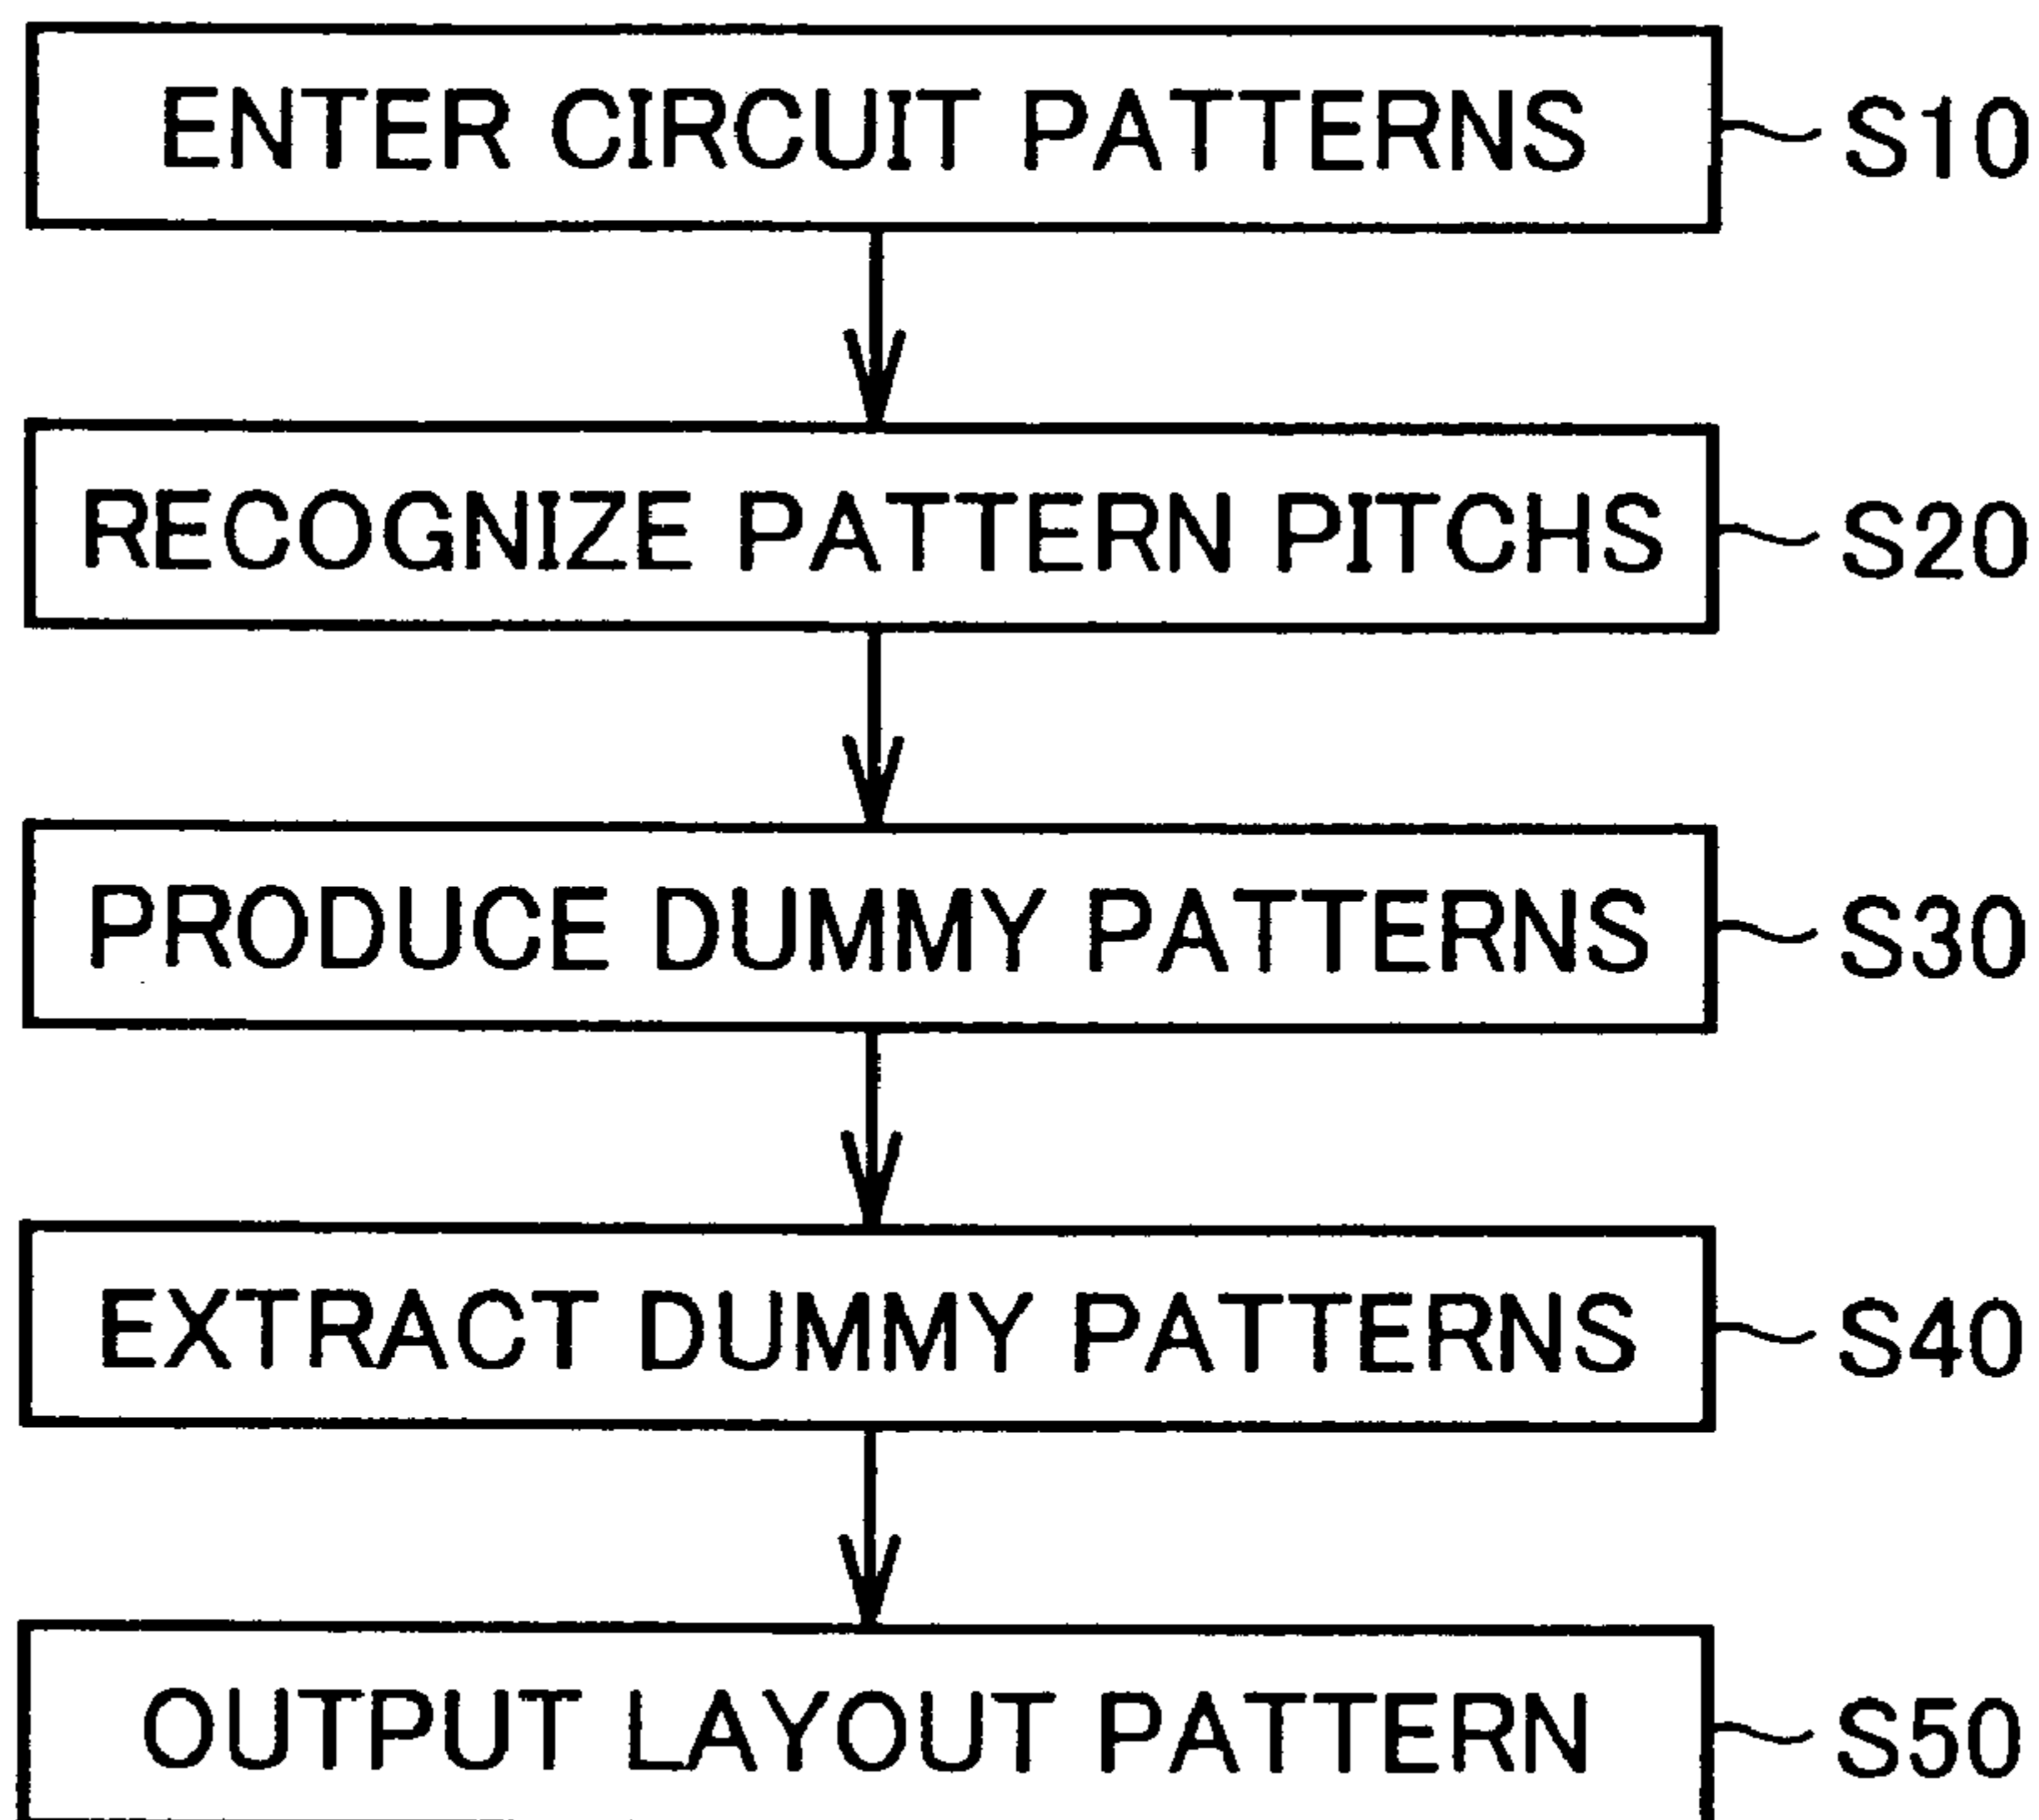 ENTER CIRCUIT PATTERNS S10
RECOGNIZE PATTERN PITCHS S20
PRODUCE DUMMY PATTERNS S30
EXTRACT DUMMY PATTERNS S40
OUTPUT LAYOUT PATTERN S50